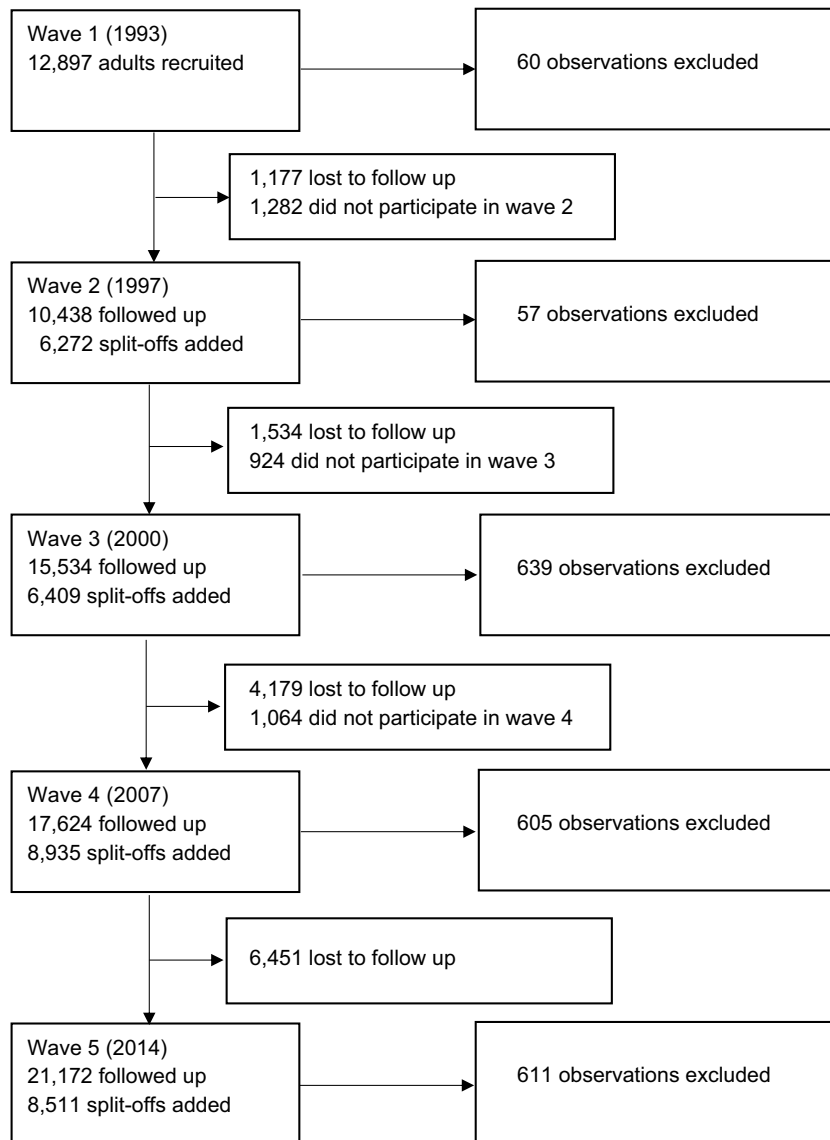 Wave 1 (1993)
12,897 adults recruited
60 observations excluded
1,177 lost to follow up
1,282 did not participate in wave 2
Wave 2 (1997)
10,438 followed up
6,272 split-offs added
57 observations excluded
1,534 lost to follow up
924 did not participate in wave 3
Wave 3 (2000)
15,534 followed up
6,409 split-offs added
639 observations excluded
4,179 lost to follow up
1,064 did not participate in wave 4
Wave 4 (2007)
17,624 followed up
8,935 split-offs added
605 observations excluded
6,451 lost to follow up
Wave 5 (2014)
21,172 followed up
8,511 split-offs added
611 observations excluded